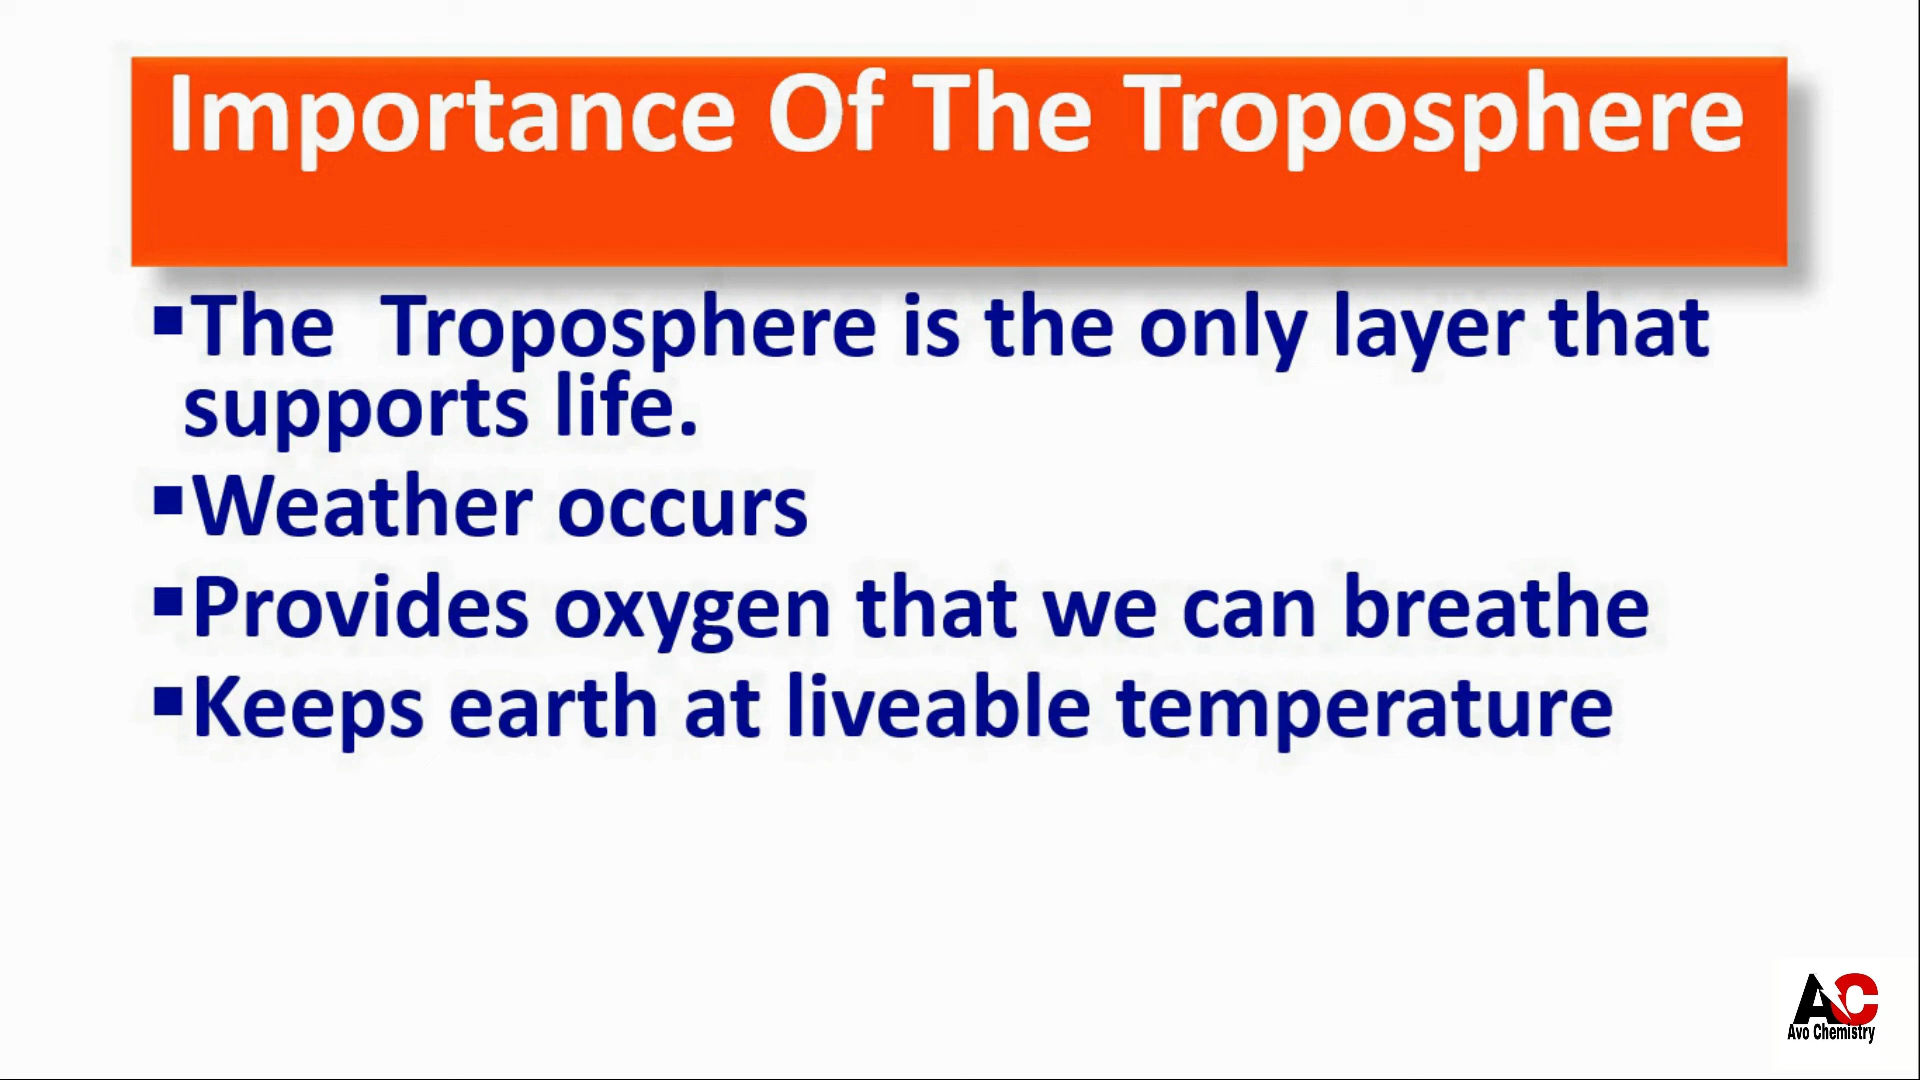 Importance Of The Troposphere
▪The Troposphere is the only layer that
supports life.
▪Weather occurs
▪Provides oxygen that we can breathe
▪Keeps earth at liveable temperature
AC
Avo Chemistry